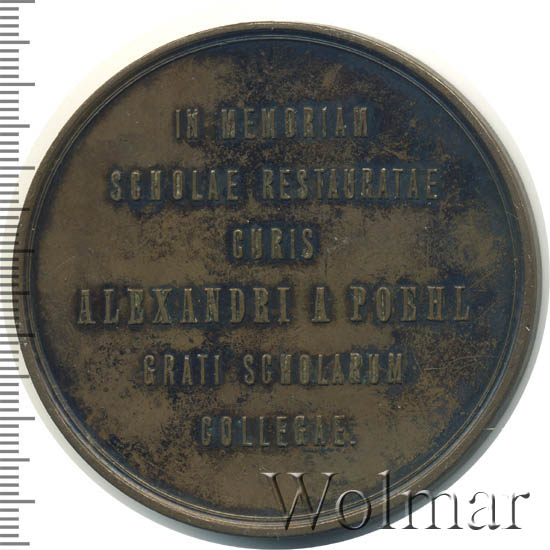 IN MEMORIAM
SCHOLAE RESTAURATAE
CURIS
ALEXANDRI A POEHL
GRATI SCHOLARUM
COLLEGAE.
Wolmar